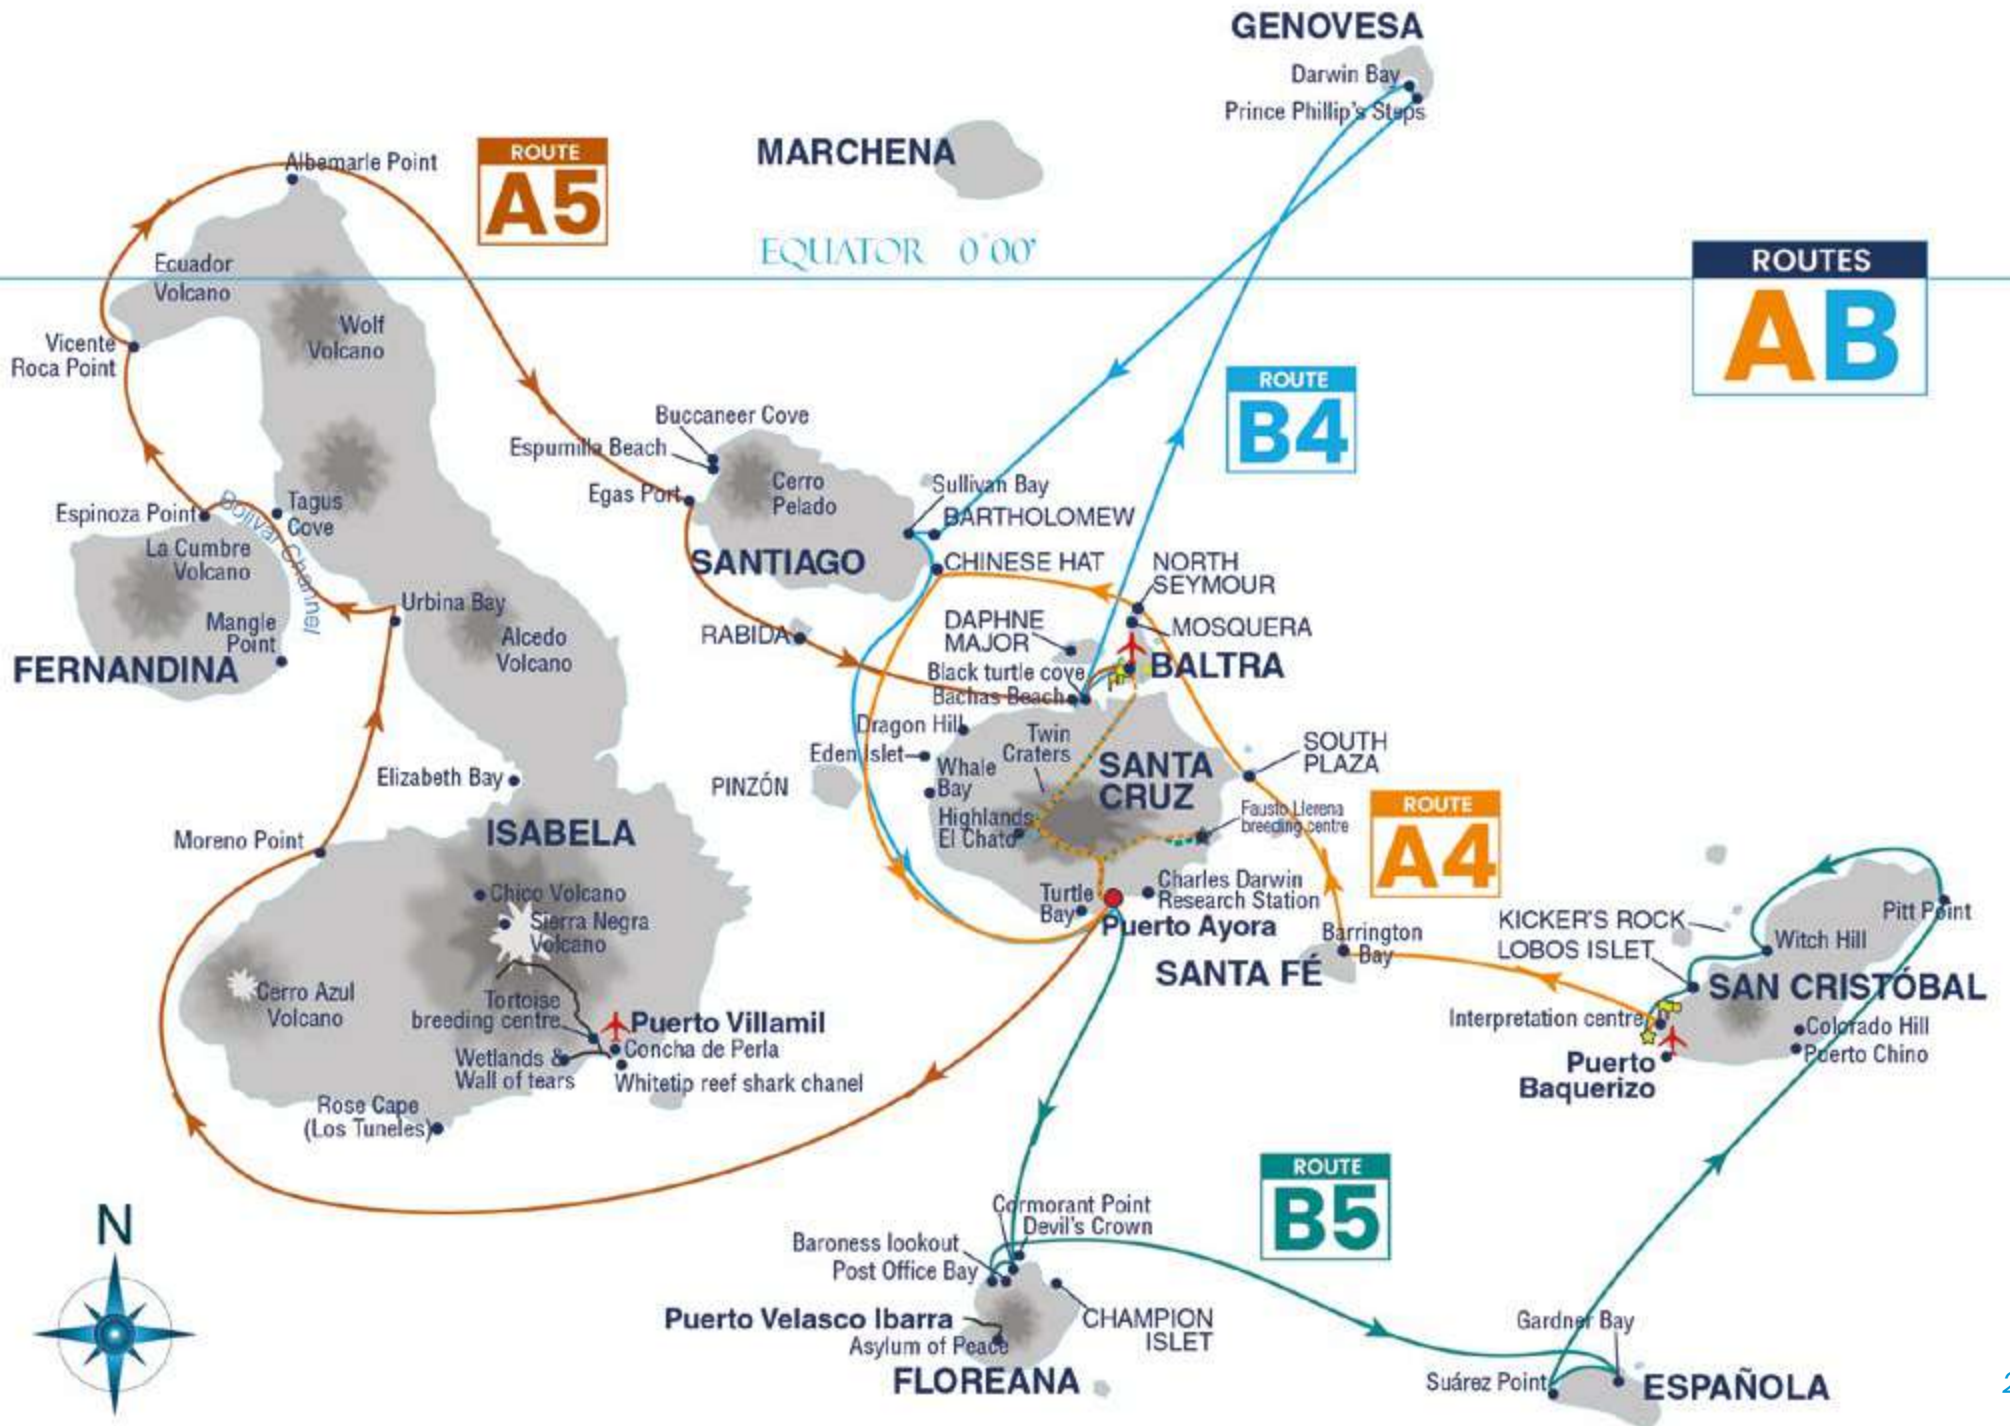 GENOVESA
Darwin Bay
Prince Phillip's Steps
MARCHENA
EQUATOR 0°00'
Albemarle Point
ROUTE
A5
ROUTES
AB
Ecuador
Volcano
Wolf
Volcano
Vicente
Roca Point
ROUTE
B4
Buccaneer Cove
Espumilla Beach
Egas Port
Cerro
Pelado
SANTIAGO
Sullivan Bay
BARTHOLOMEW
CHINESE HAT
Espinoza Point
Bolivar Channel
Tagus
Cove
La Cumbre
Volcano
Mangle
Point
FERNANDINA
Urbina Bay
Alcedo
Volcano
RABIDA
NORTH
SEYMOUR
DAPHNE
MAJOR
MOSQUERA
BALTRA
Black turtle cove
Bachas Beach
Dragon Hill
Eden Islet
Whale
Bay
Twin
Craters
SANTA
CRUZ
Highlands
El Chato
SOUTH
PLAZA
Fausto Llerena
breeding centre
PINZÓN
Elizabeth Bay
Moreno Point
ISABELA
Chico Volcano
Sierra Negra
Volcano
Cerro Azul
Volcano
Tortoise
breeding centre
Puerto Villamil
Concha de Perla
Wetlands &
Wall of tears
Whitetip reef shark chanel
Rose Cape
(Los Tuneles)
ROUTE
A4
Turtle
Bay
Charles Darwin
Research Station
Puerto Ayora
SANTA FÉ
Barrington
Bay
KICKER'S ROCK
LOBOS ISLET
Pitt Point
Witch Hill
SAN CRISTÓBAL
Interpretation centre
Colorado Hill
Puerto Chino
Puerto
Baquerizo
N
ROUTE
B5
Cormorant Point
Devil's Crown
Baroness lookout
Post Office Bay
Puerto Velasco Ibarra
Asylum of Peace
CHAMPION
ISLET
FLOREANA
Gardner Bay
Suárez Point
ESPAÑOLA
2